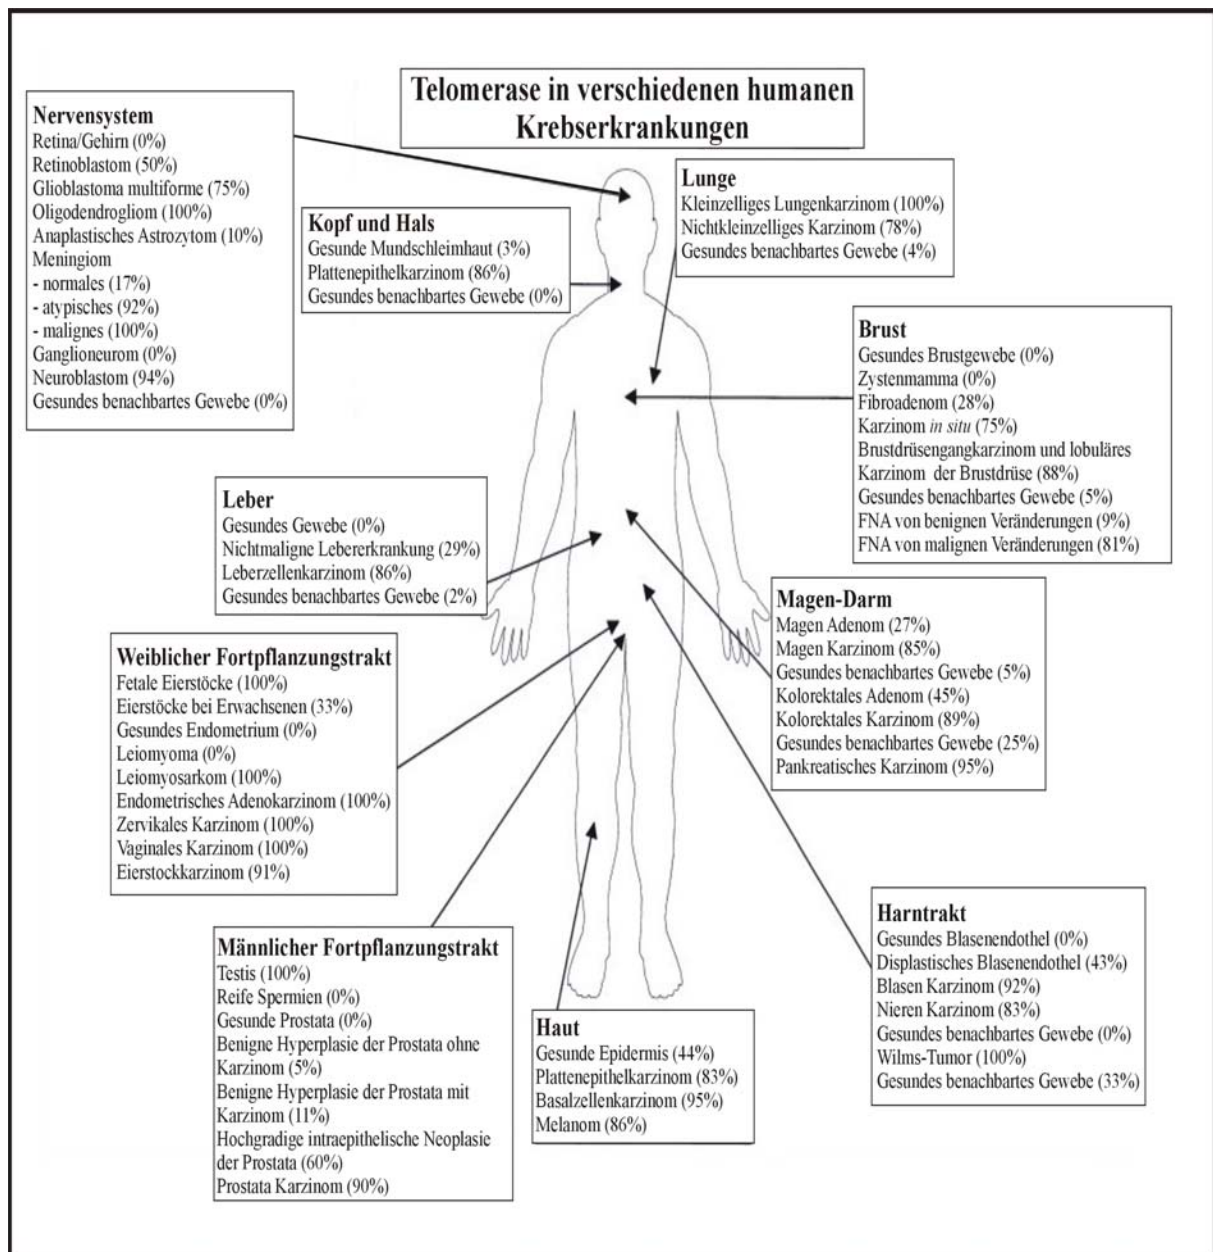 Telomerase in verschiedenen humanen
Krebserkrankungen
Nervensystem
Retina/Gehirn (0%)
Retinoblastom (50%)
Glioblastoma multiforme (75%)
Oligodendrogliom (100%)
Anaplastisches Astrozytom (10%)
Meningiom
- normales (17%)
- atypisches (92%)
- malignes (100%)
Ganglioneurom (0%)
Neuroblastom (94%)
Gesundes benachbartes Gewebe (0%)
Kopf und Hals
Gesunde Mundschleimhaut (3%)
Plattenepithelkarzinom (86%)
Gesundes benachbartes Gewebe (0%)
Lunge
Kleinzelliges Lungenkarzinom (100%)
Nichtkleinzelliges Karzinom (78%)
Gesundes benachbartes Gewebe (4%)
Brust
Gesundes Brustgewebe (0%)
Zystenmamma (0%)
Fibroadenom (28%)
Karzinom in situ (75%)
Brustdrüsengangkarzinom und lobuläres
Karzinom der Brustdrüse (88%)
Gesundes benachbartes Gewebe (5%)
FNA von benignen Veränderungen (9%)
FNA von malignen Veränderungen (81%)
Leber
Gesundes Gewebe (0%)
Nichtmaligne Lebererkrankung (29%)
Leberzellenkarzinom (86%)
Gesundes benachbartes Gewebe (2%)
Magen-Darm
Magen Adenom (27%)
Magen Karzinom (85%)
Gesundes benachbartes Gewebe (5%)
Kolorektales Adenom (45%)
Kolorektales Karzinom (89%)
Gesundes benachbartes Gewebe (25%)
Pankreatisches Karzinom (95%)
Weiblicher Fortpflanzungstrakt
Fetale Eierstöcke (100%)
Eierstöcke bei Erwachsenen (33%)
Gesundes Endometrium (0%)
Leiomyoma (0%)
Leiomyosarkom (100%)
Endometrisches Adenokarzinom (100%)
Zervikales Karzinom (100%)
Vaginales Karzinom (100%)
Eierstockkarzinom (91%)
Harntrakt
Gesundes Blasenendothel (0%)
Displastisches Blasenendothel (43%)
Blasen Karzinom (92%)
Nieren Karzinom (83%)
Gesundes benachbartes Gewebe (0%)
Wilms-Tumor (100%)
Gesundes benachbartes Gewebe (33%)
Männlicher Fortpflanzungstrakt
Testis (100%)
Reife Spermien (0%)
Gesunde Prostata (0%)
Benigne Hyperplasie der Prostata ohne
Karzinom (5%)
Benigne Hyperplasie der Prostata mit
Karzinom (11%)
Hochgradige intraepithelische Neoplasie
der Prostata (60%)
Prostata Karzinom (90%)
Haut
Gesunde Epidermis (44%)
Plattenepithelkarzinom (83%)
Basalzellenkarzinom (95%)
Melanom (86%)